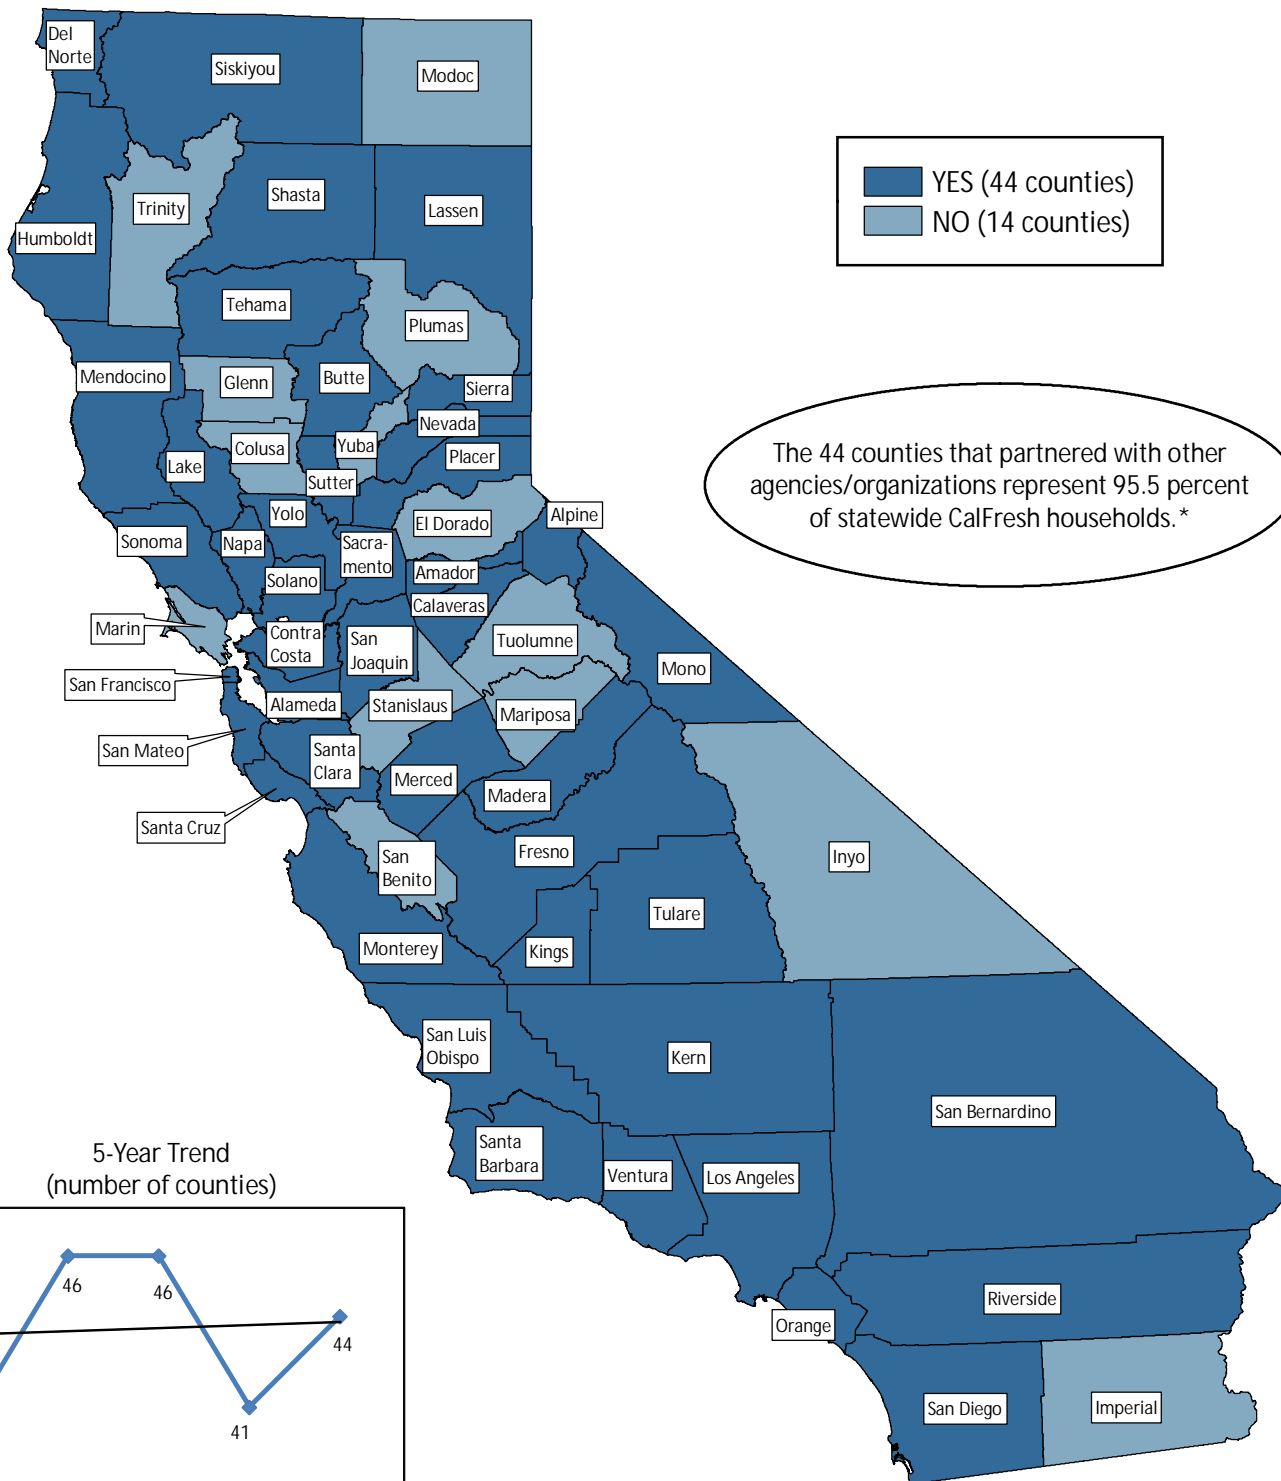 Del
Norte
Siskiyou
Modoc
YES (44 counties)
NO (14 counties)
Trinity
Shasta
Lassen
Humboldt
Tehama
Plumas
Mendocino
Glenn
Butte
Sierra
Nevada
Colusa
Yuba
Placer
Lake
Sutter
The 44 counties that partnered with other
agencies/organizations represent 95.5 percent
of statewide CalFresh households.*
Yolo
El Dorado
Alpine
Sonoma
Napa
Sacra-
mento
Solano
Amador
Calaveras
Marin
Contra
Costa
San
Joaquin
Tuolumne
Mono
San Francisco
Alameda
Stanislaus
Mariposa
San Mateo
Santa
Clara
Merced
Madera
Santa Cruz
San
Benito
Fresno
Inyo
Tulare
Monterey
Kings
San Luis
Obispo
Kern
San Bernardino
Santa
Barbara
Ventura
Los Angeles
5-Year Trend
(number of counties)
46
46
41
44
Riverside
Orange
San Diego
Imperial